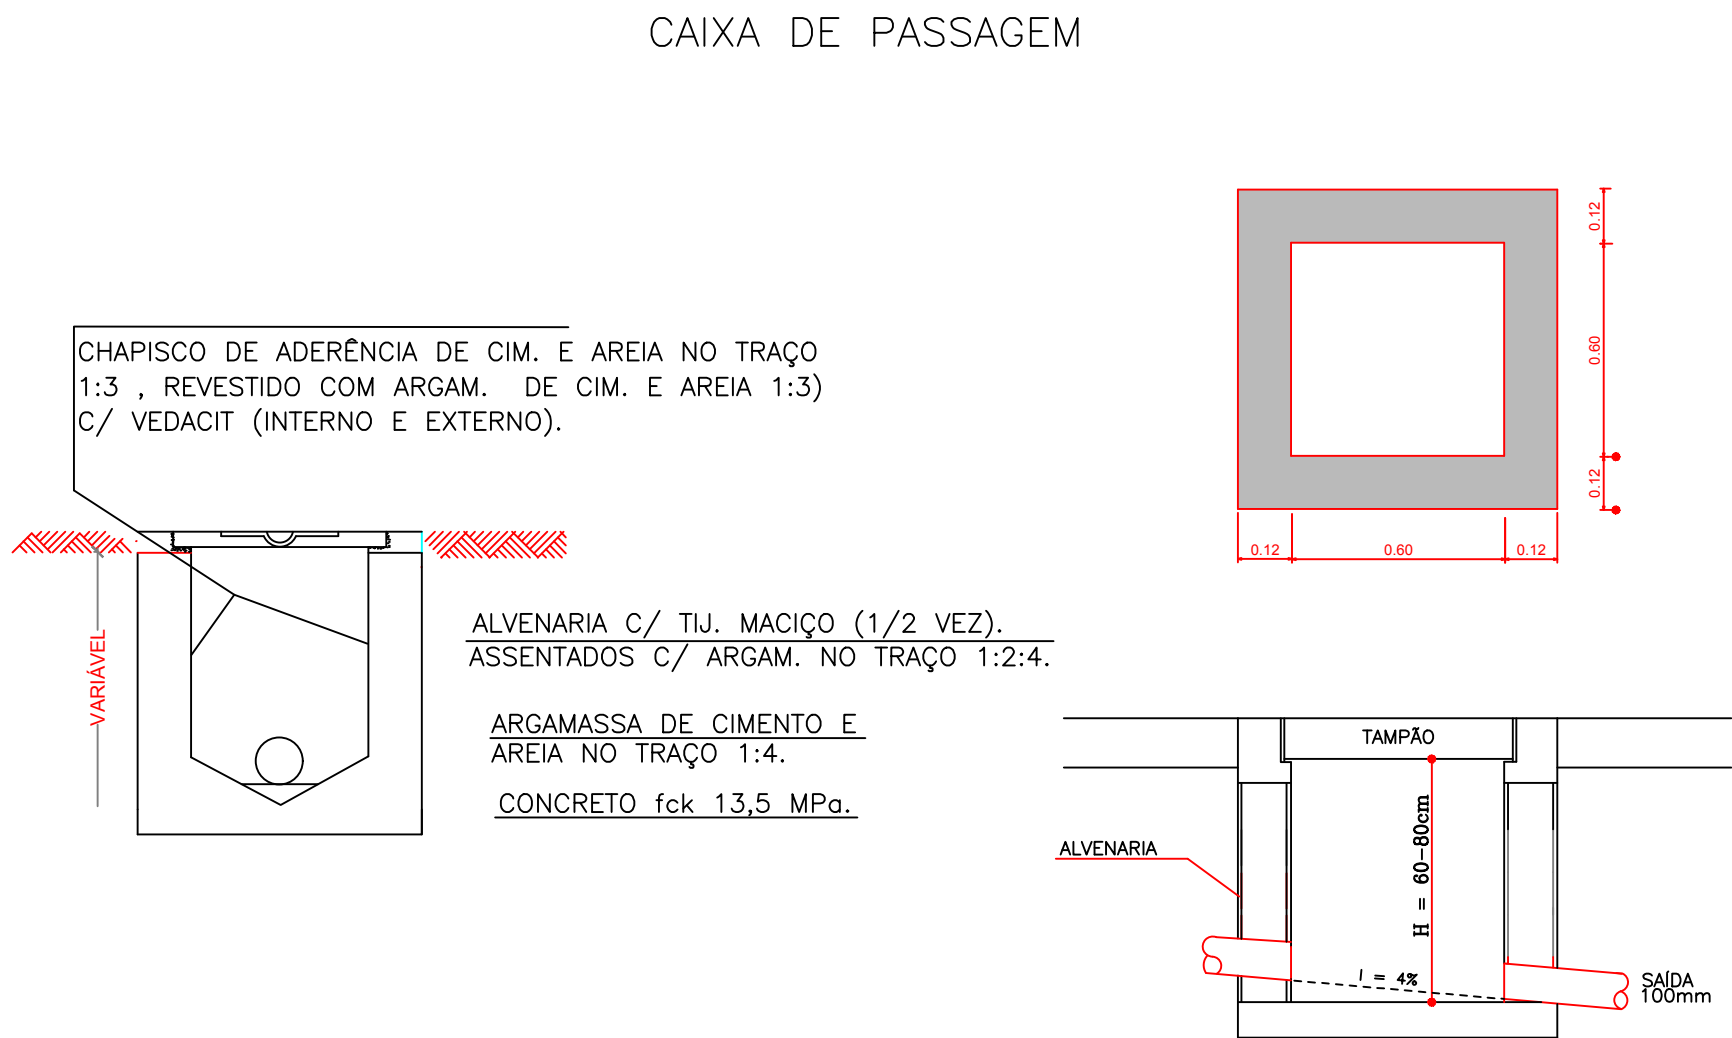 CAIXA DE PASSAGEM
CHAPISCO DE ADERÊNCIA DE CIM. E AREIA NO TRAÇO
1:3 , REVESTIDO COM ARGAM. DE CIM. E AREIA 1:3)
C/ VEDACIT (INTERNO E EXTERNO).
VARIÁVEL
ALVENARIA C/ TIJ. MACIÇO (1/2 VEZ).
ASSENTADOS C/ ARGAM. NO TRAÇO 1:2:4.
ARGAMASSA DE CIMENTO E
AREIA NO TRAÇO 1:4.
CONCRETO fck 13,5 MPa.
0.12
0.60
0.12
0.12
0.60
0.12
TAMPÃO
H = 60-80cm
ALVENARIA
I = 4%
SAÍDA
100mm